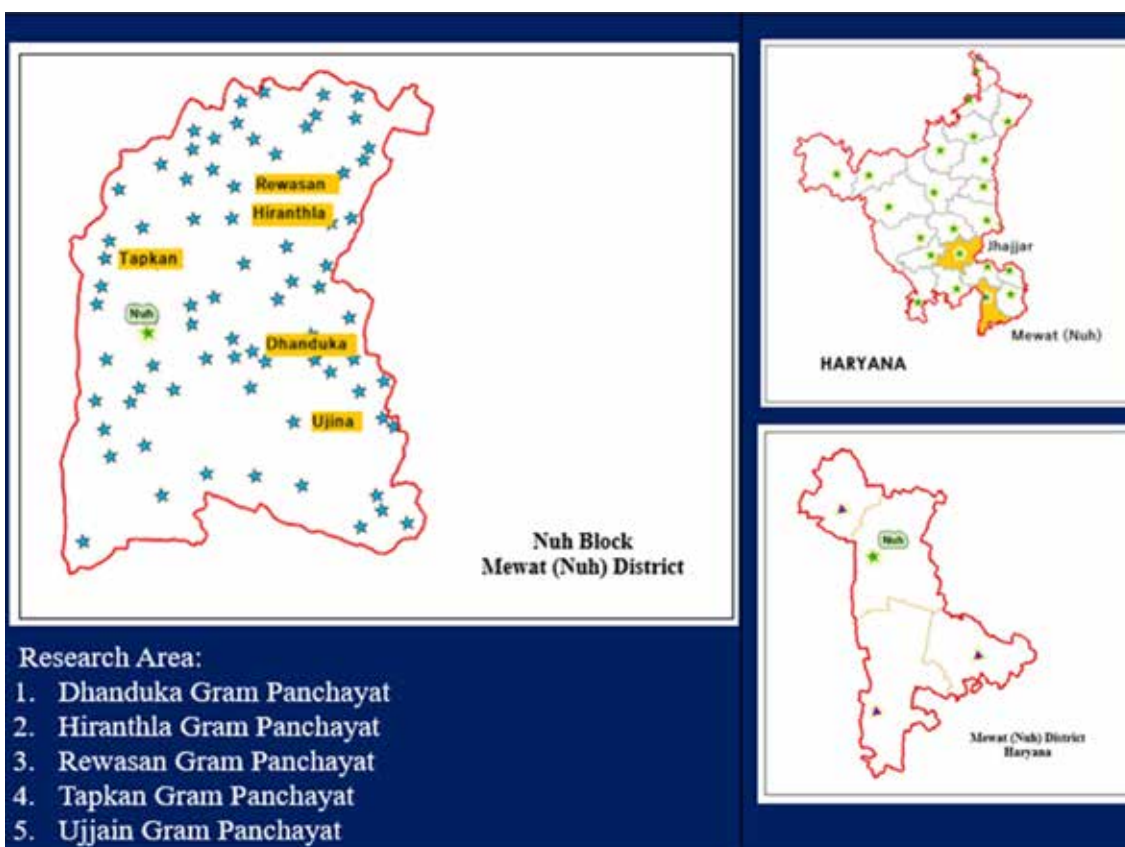 Rewasan
Hiranthla
Tapkan
Nuh
Dhanduka
Ujina
Nuh Block
Mewat (Nuh) District
Jhajjar
Mewat (Nuh)
HARYANA
Nuh
Mewat (Nuh) District
Haryana
Research Area:
1. Dhanduka Gram Panchayat
2. Hiranthla Gram Panchayat
3. Rewasan Gram Panchayat
4. Tapkan Gram Panchayat
5. Ujjain Gram Panchayat